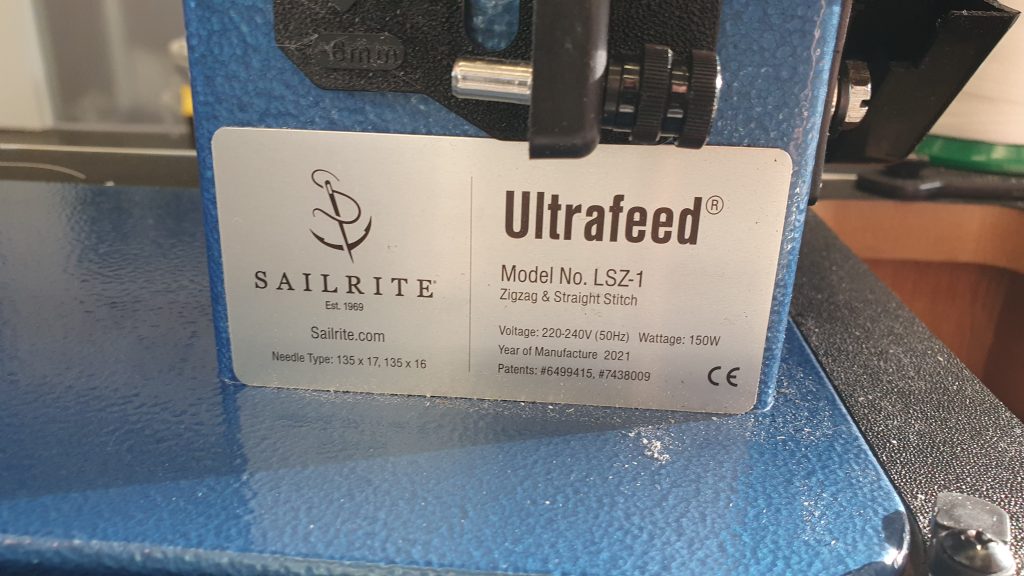 6mm
SAILRITE®
Est. 1969
Sailrite.com
Needle Type: 135 x 17, 135 x 16
Ultrafeed®
Model No. LSZ-1
Zigzag & Straight Stitch
Voltage: 220-240V (50Hz) Wattage: 150W
Year of Manufacture 2021
Patents: #6499415, #7438009
CE